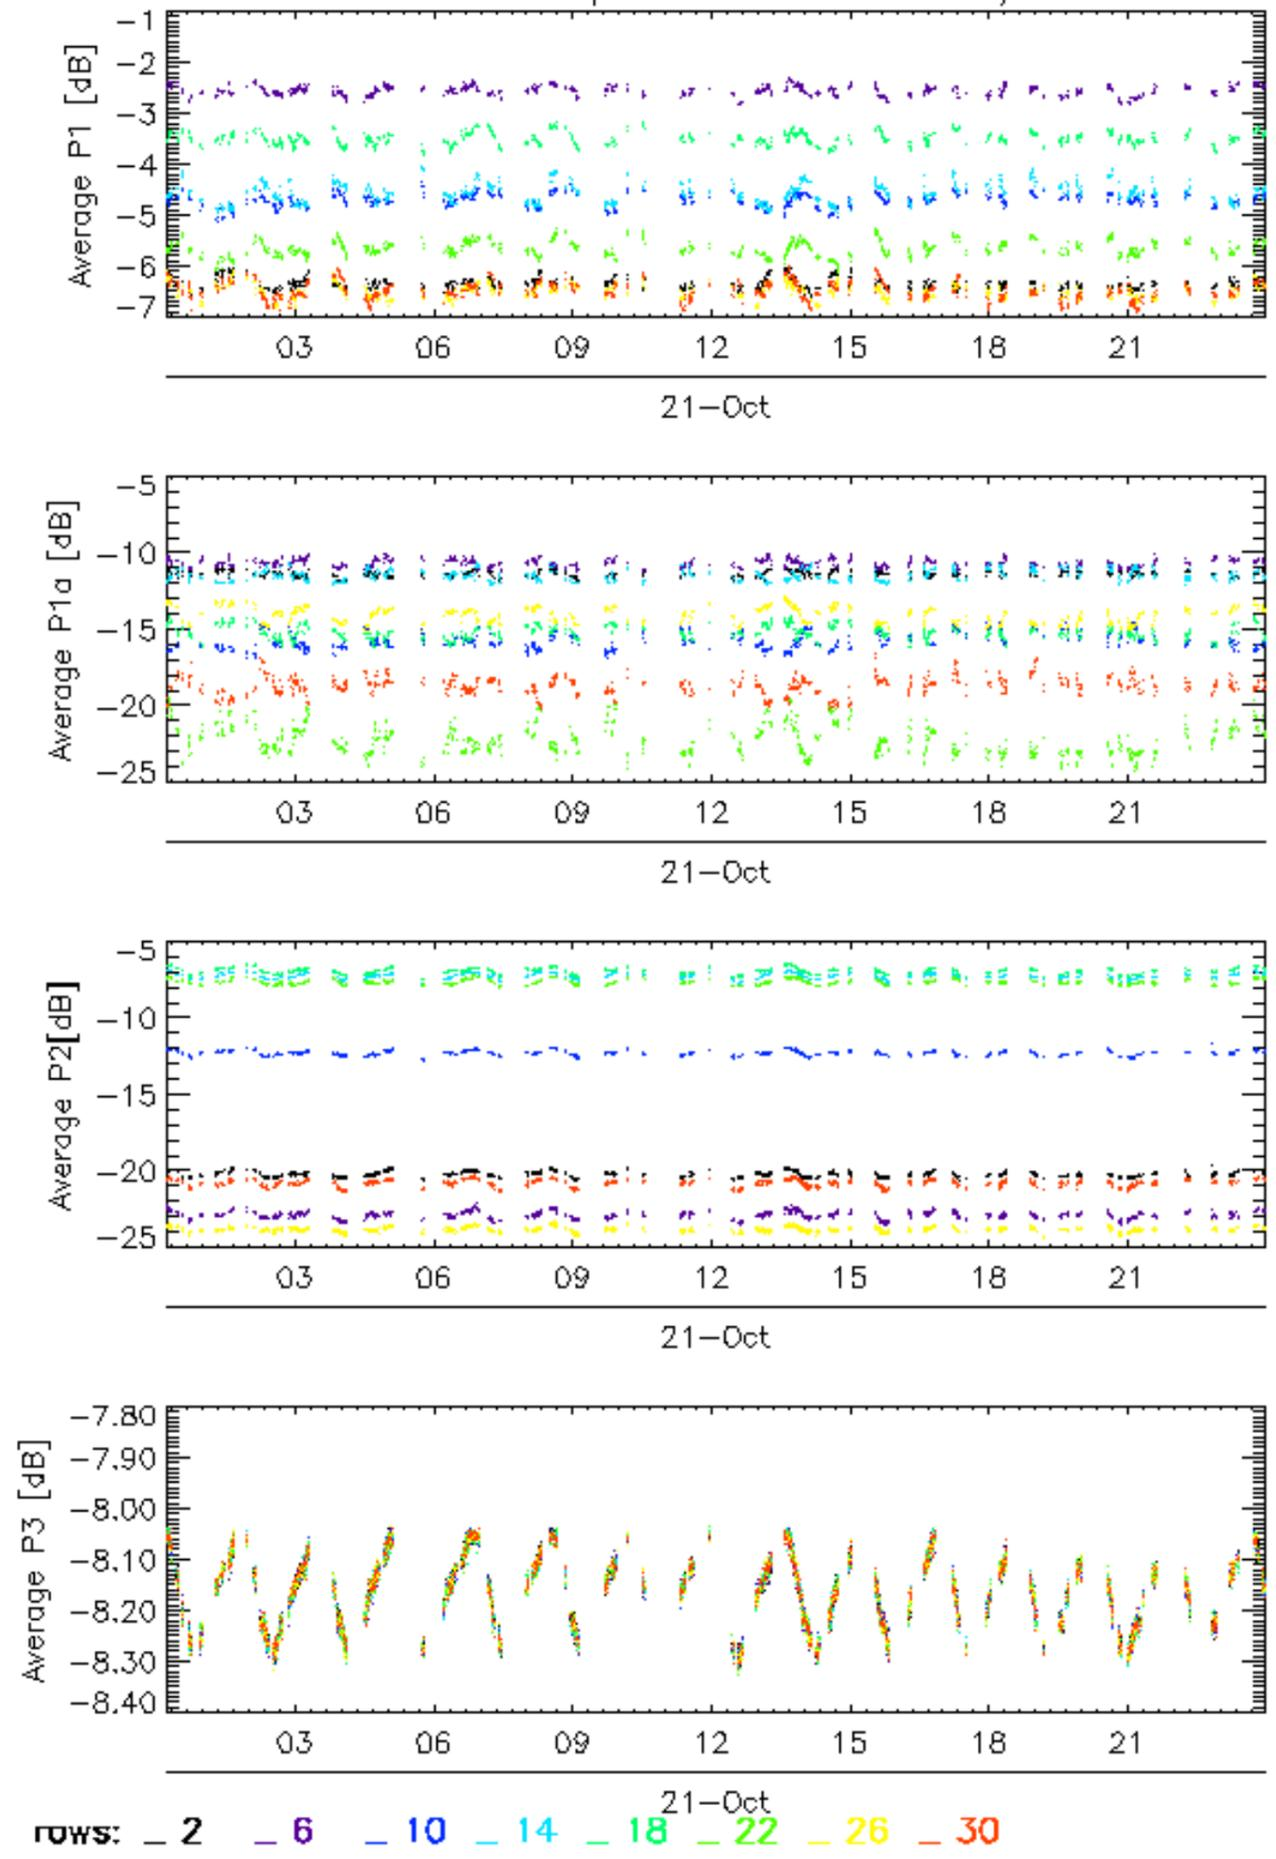 Average P1 [dB]
-1
-2
-3
-4
-5
-6
-7
03 06 09 12 15 18 21
21-Oct
Average P1a [dB]
-5
-10
-15
-20
-25
03 06 09 12 15 18 21
21-Oct
Average P2[dB]
-5
-10
-15
-20
-25
03 06 09 12 15 18 21
21-Oct
Average P3 [dB]
-7.80
-7.90
-8.00
-8.10
-8.20
-8.30
-8.40
03 06 09 12 15 18 21
21-Oct
rows: _ 2 _ 6 _ 10 _ 14 _ 18 _ 22 _ 26 _ 30